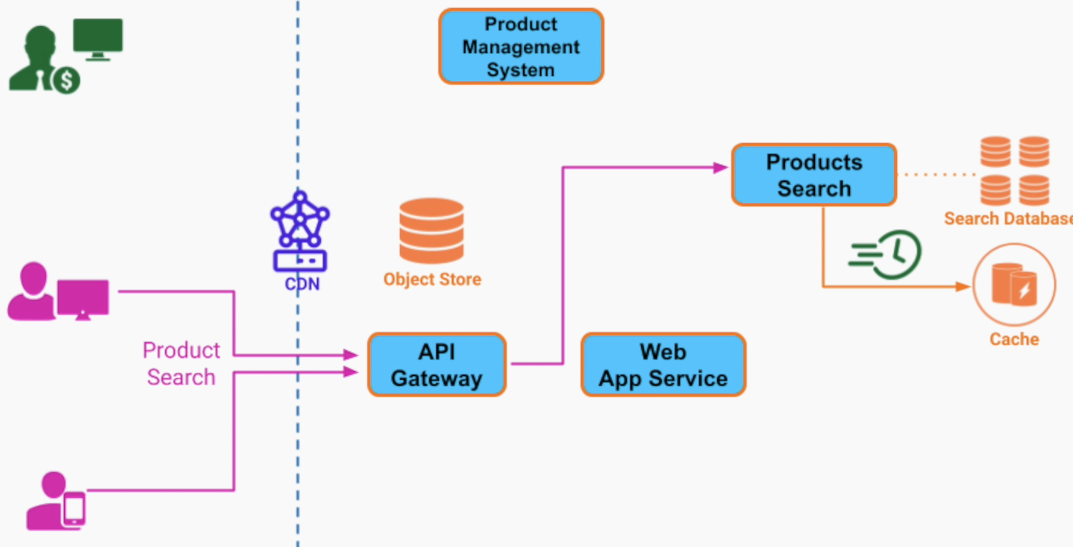 Product
Management
System
$
Products
Search
Search Database
CDN
Object Store
Product
Search
API
Gateway
Web
App Service
Cache